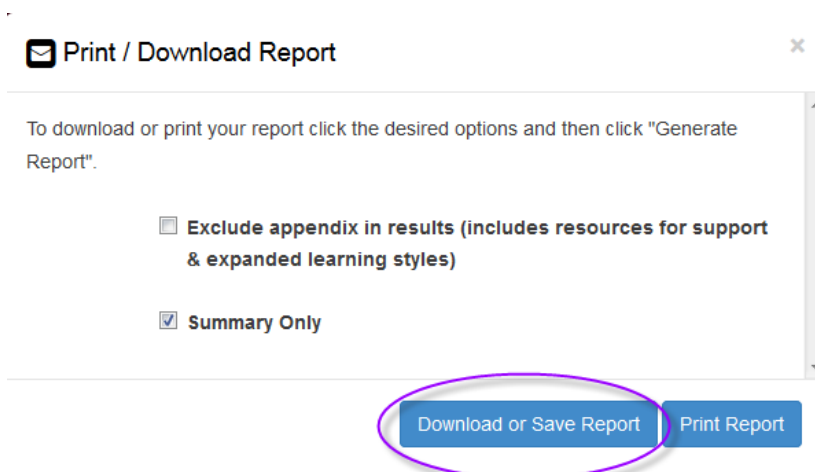 Print / Download Report
×
To download or print your report click the desired options and then click "Generate
Report".
Exclude appendix in results (includes resources for support
& expanded learning styles)
Summary Only
Download or Save Report
Print Report